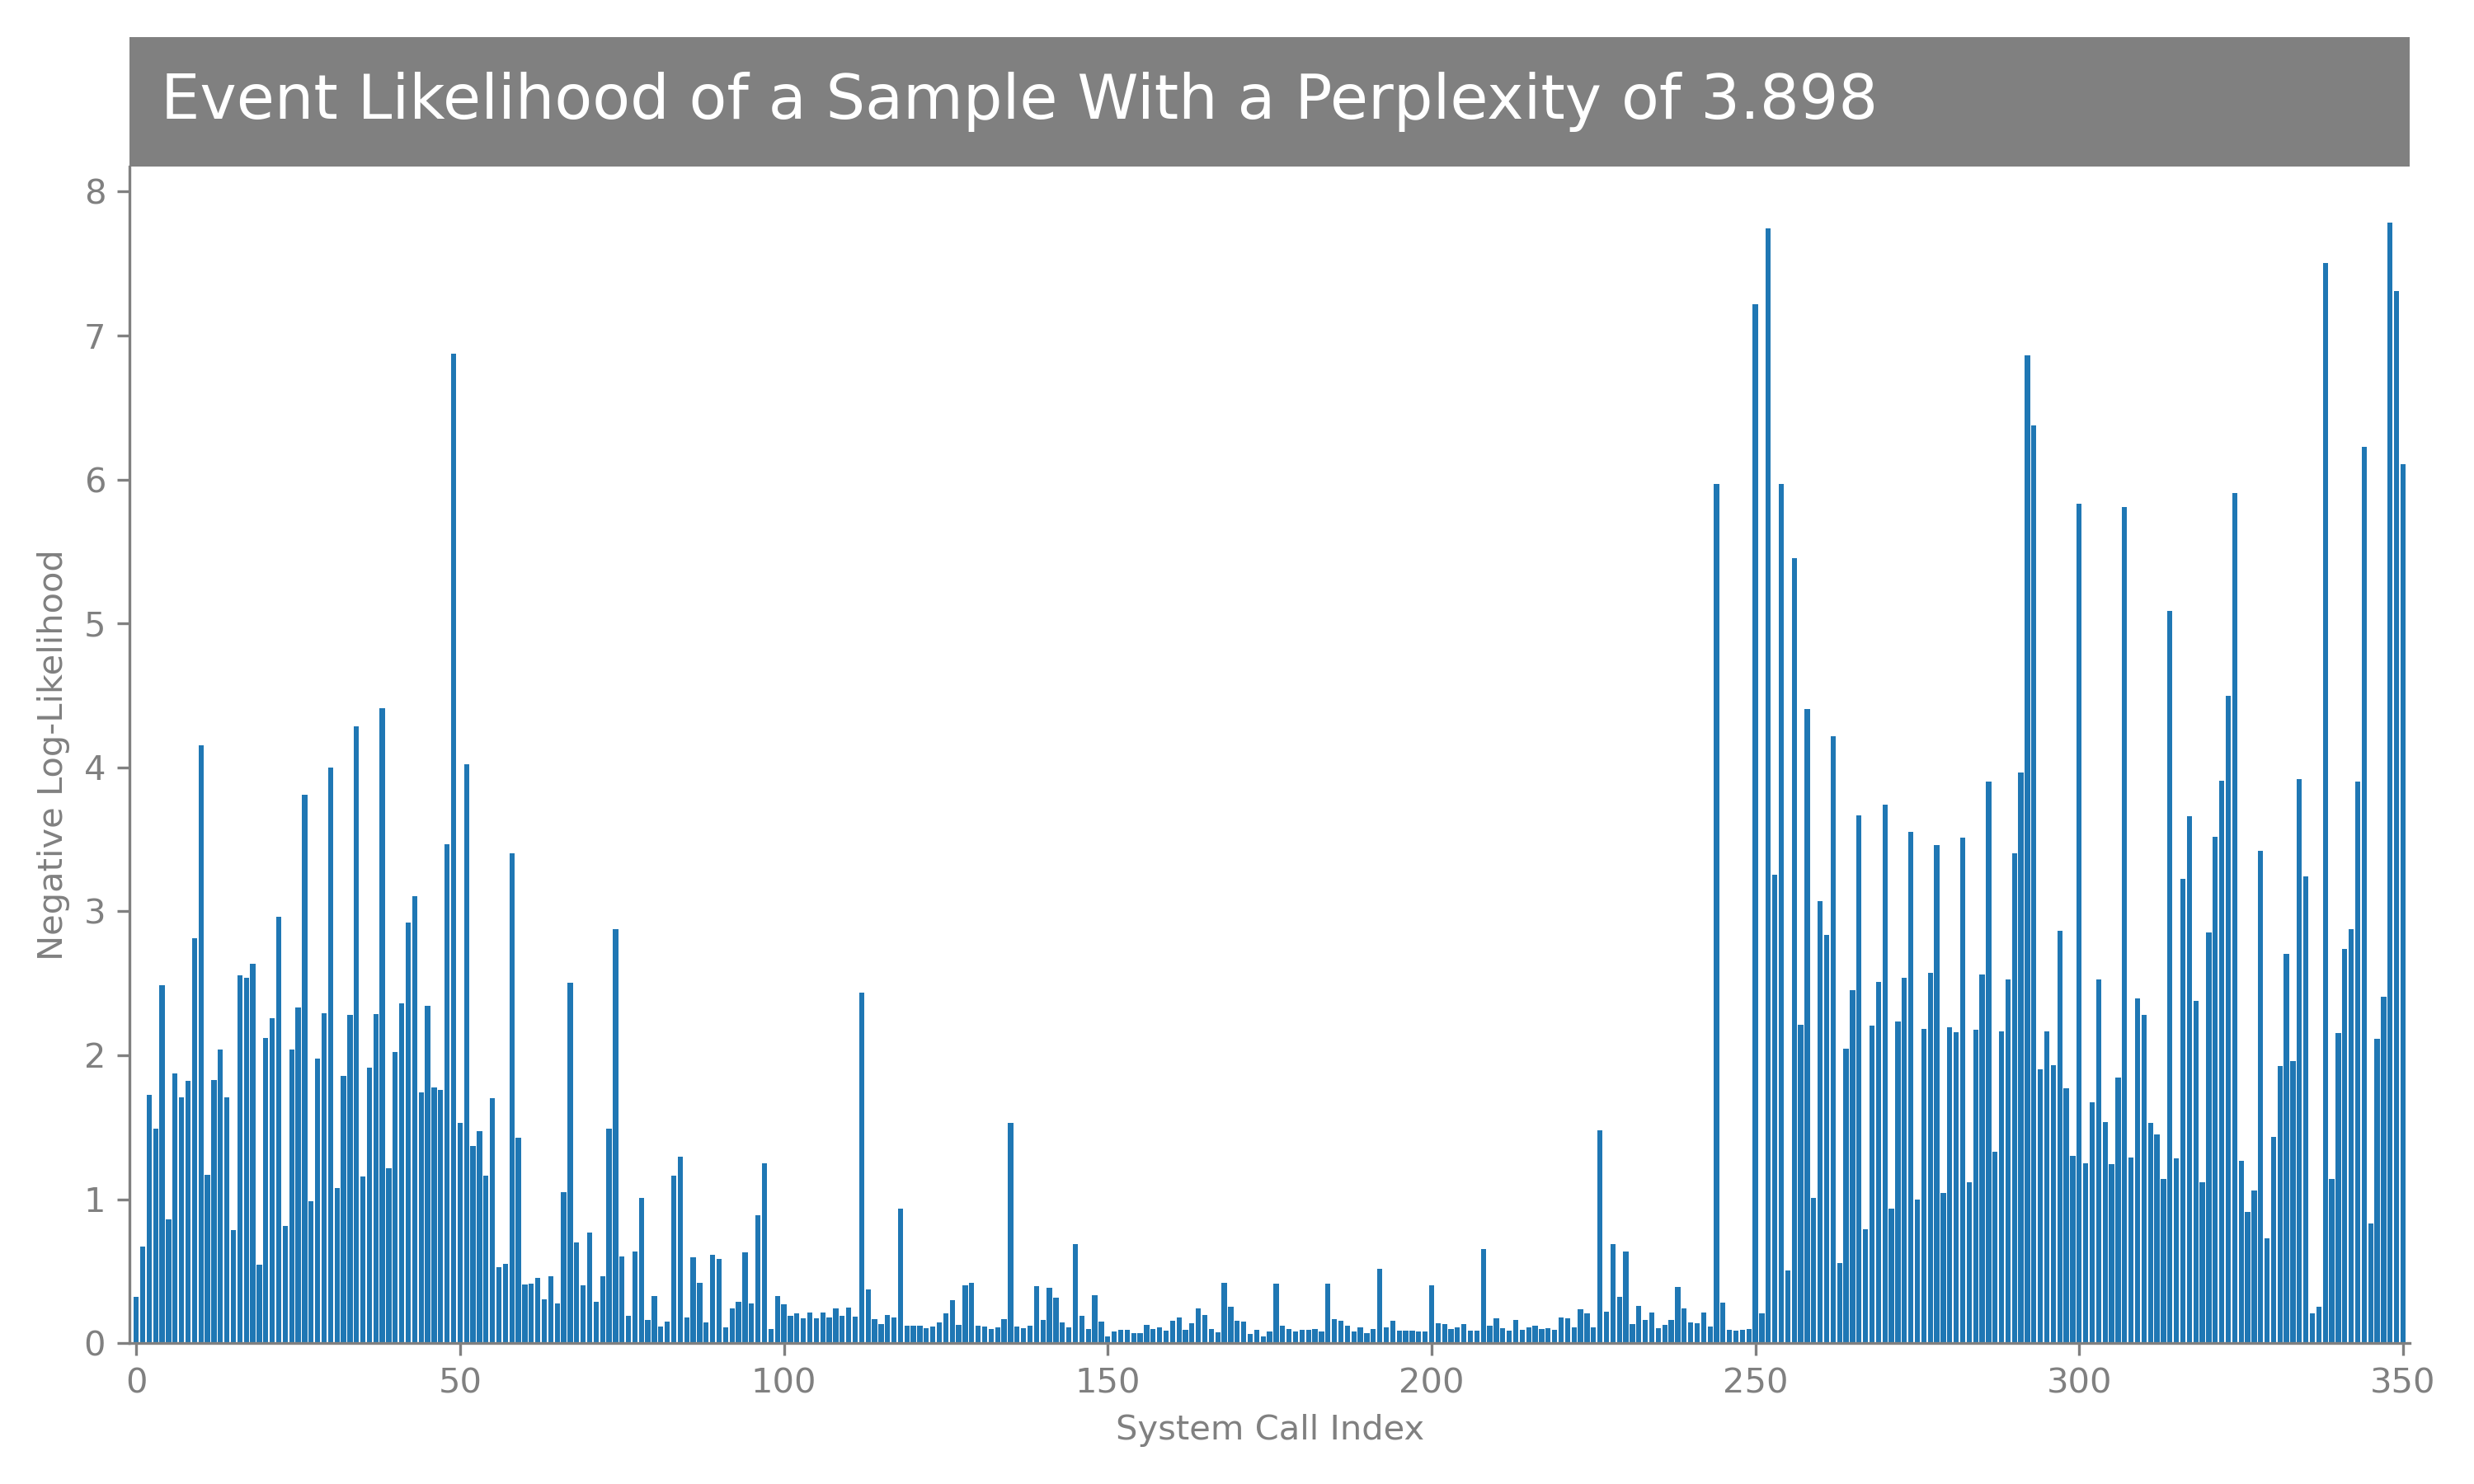 Event Likelihood of a Sample With a Perplexity of 3.898
8
7
6
5
4
3
2
1
0
Negative Log-Likelihood
0 50 100 150 200 250 300 350
System Call Index